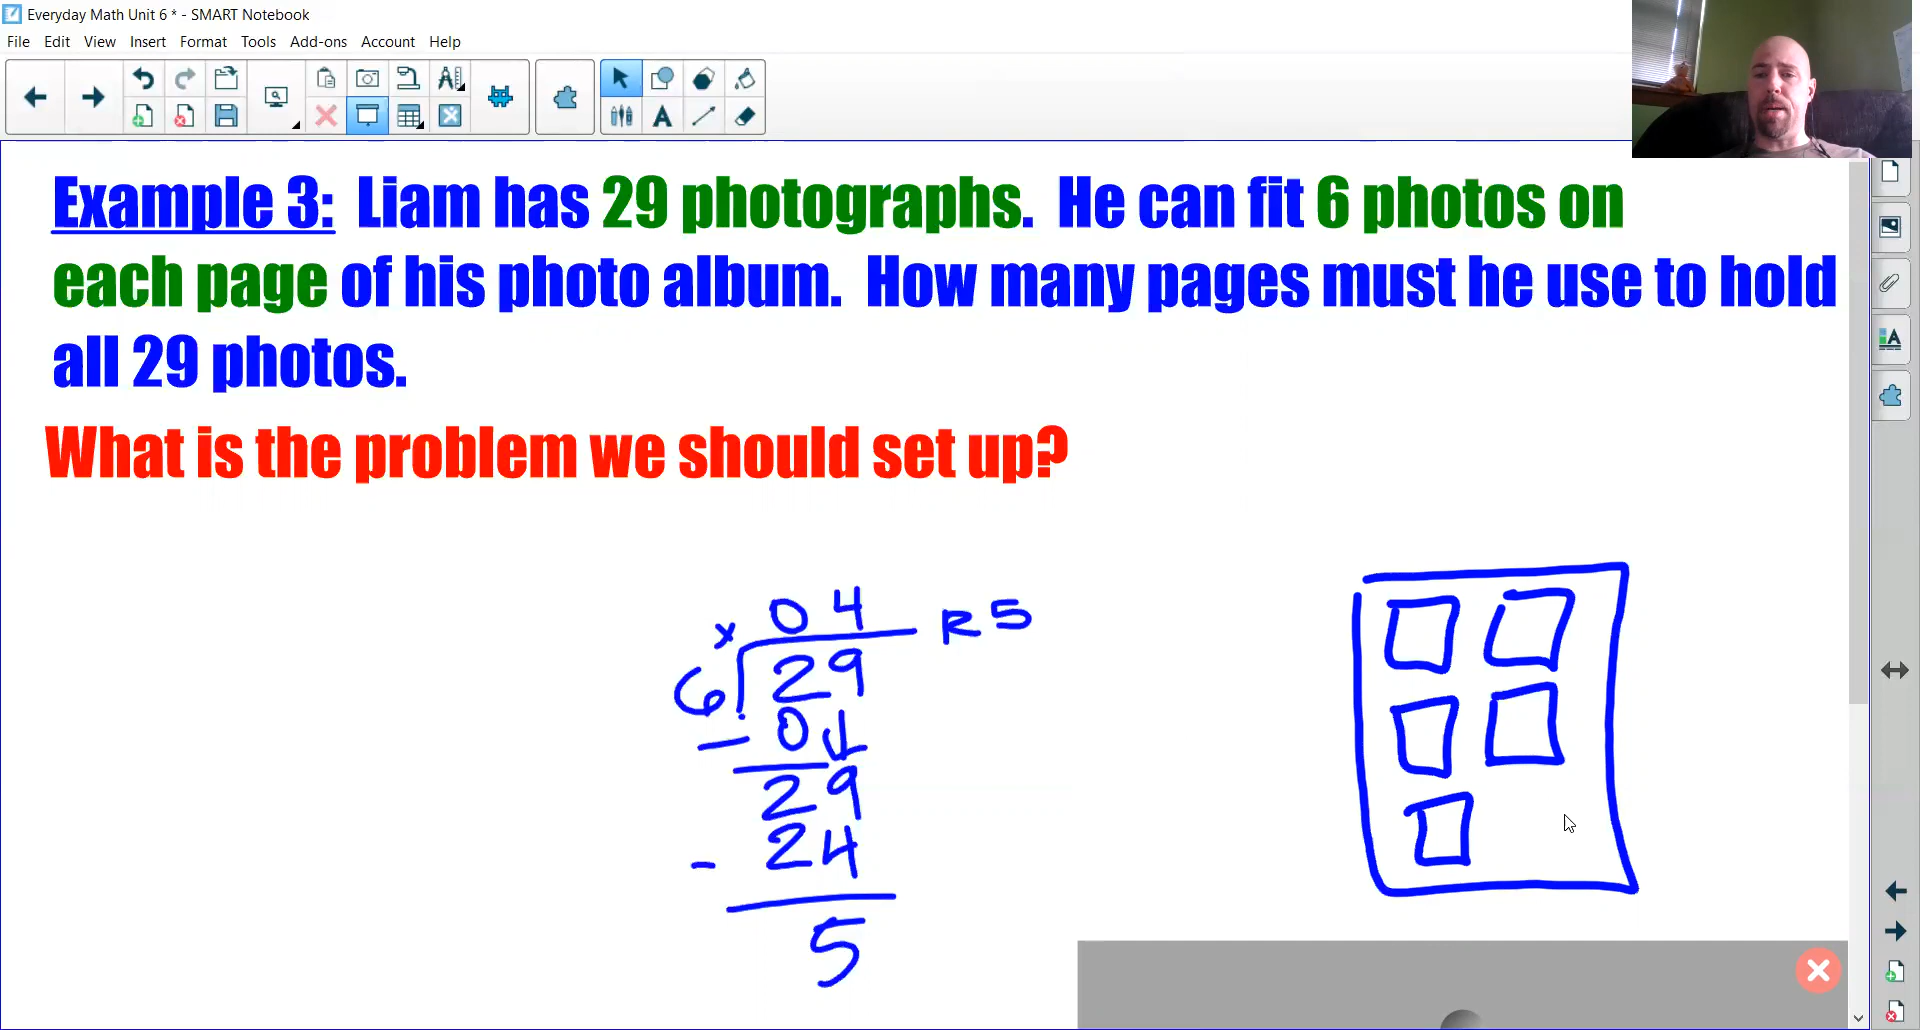 Everyday Math Unit 6 * - SMART Notebook
File Edit View Insert Format Tools Add-ons Account Help
Example 3: Liam has 29 photographs. He can fit 6 photos on
each page of his photo album. How many pages must he use to hold
all 29 photos.
What is the problem we should set up?
x 04 R5
6 29
- 0↓
29
- 24
5